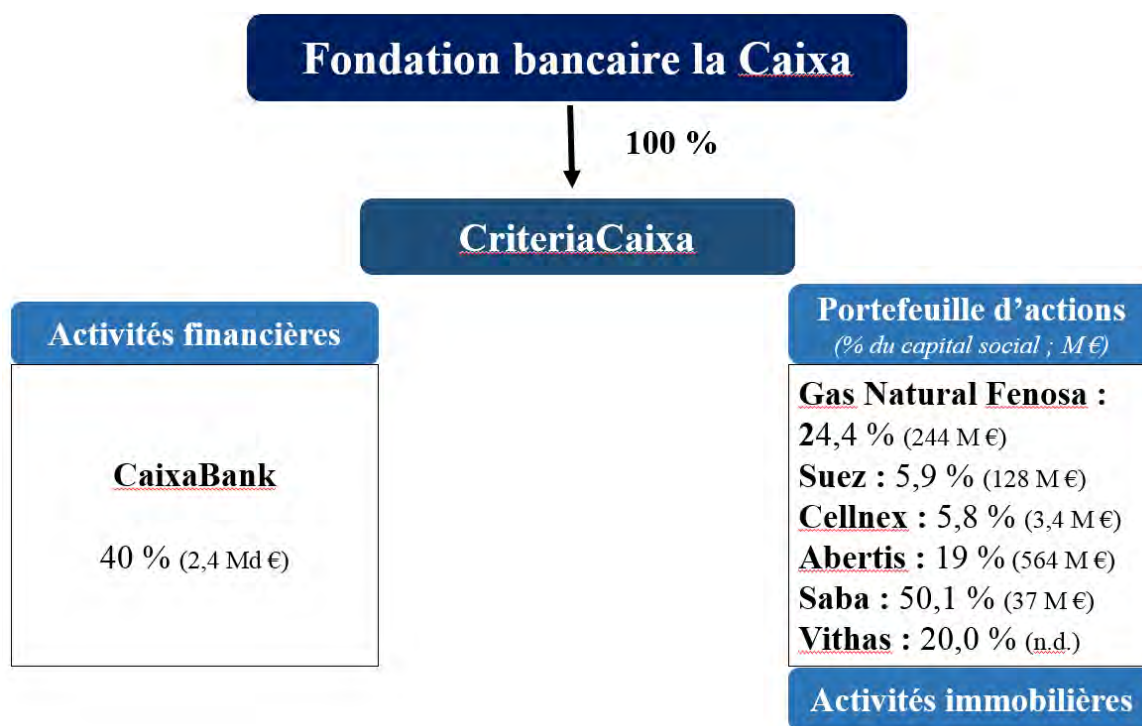 Fondation bancaire la Caixa
100 %
CriteriaCaixa
Activités financières
CaixaBank
40 % (2,4 Md €)
Portefeuille d’actions
(% du capital social ; M €)
Gas Natural Fenosa :
24,4 % (244 M €)
Suez : 5,9 % (128 M €)
Cellnex : 5,8 % (3,4 M €)
Abertis : 19 % (564 M €)
Saba : 50,1 % (37 M €)
Vithas : 20,0 % (n.d.)
Activités immobilières